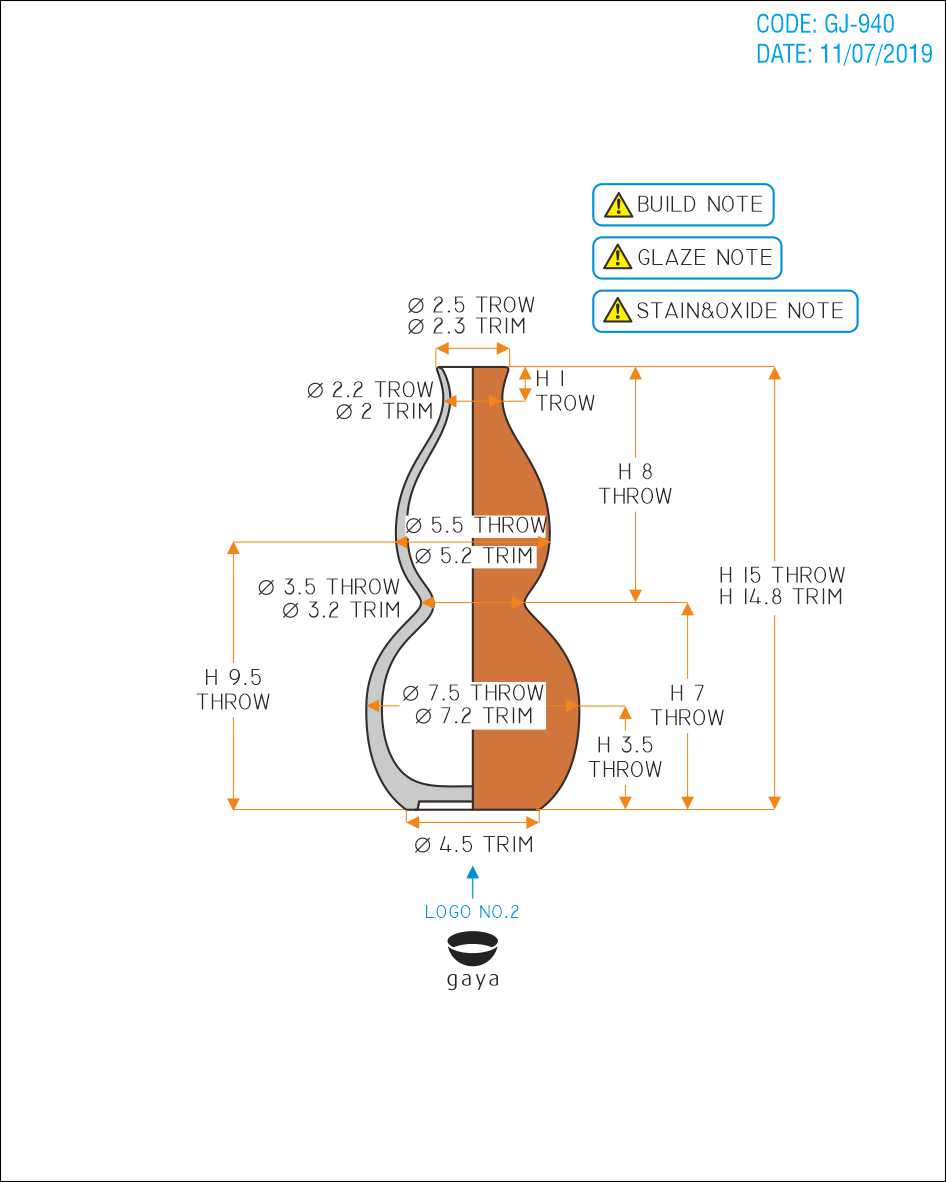 CODE: GJ-940
DATE: 11/07/2019
BUILD NOTE
GLAZE NOTE
STAIN&OXIDE NOTE
Ø 2.5 TROW
Ø 2.3 TRIM
Ø 2.2 TROW
Ø 2 TRIM
H 1
TROW
H 8
THROW
Ø 5.5 THROW
Ø 5.2 TRIM
Ø 3.5 THROW
Ø 3.2 TRIM
H 15 THROW
H 14.8 TRIM
H 9.5
THROW
Ø 7.5 THROW
Ø 7.2 TRIM
H 7
THROW
H 3.5
THROW
Ø 4.5 TRIM
LOGO NO.2
gaya